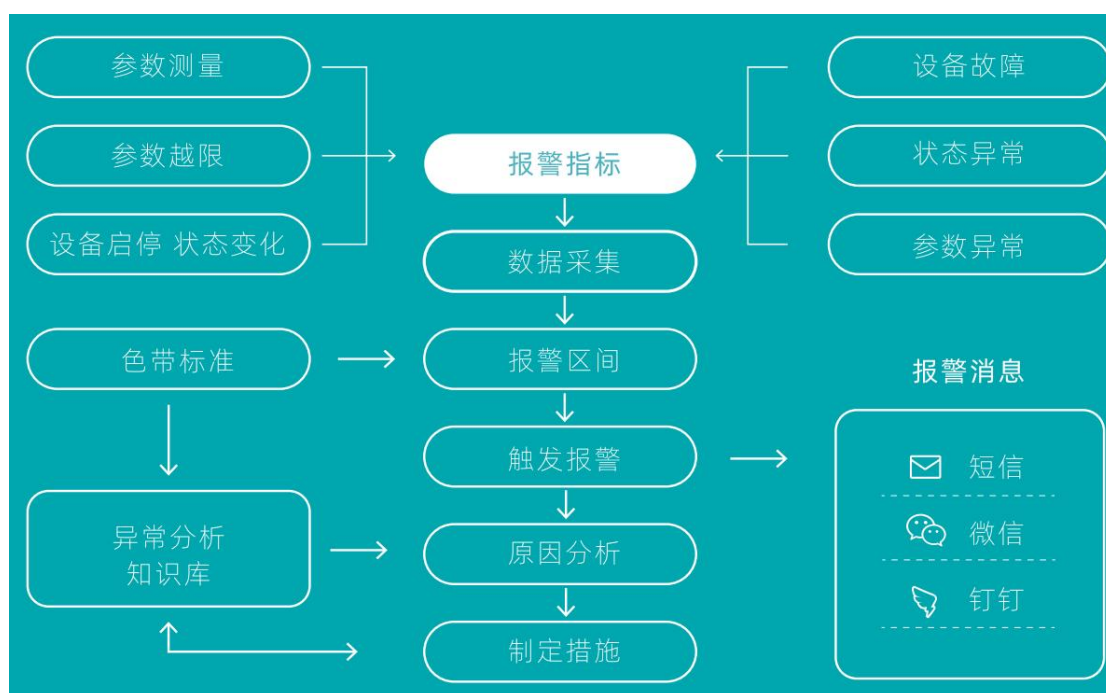 参数测量
参数越限
设备启停 状态变化
设备故障
状态异常
参数异常
报警指标
数据采集
报警区间
触发报警
原因分析
制定措施
色带标准
异常分析
知识库
报警消息
短信
微信
钉钉